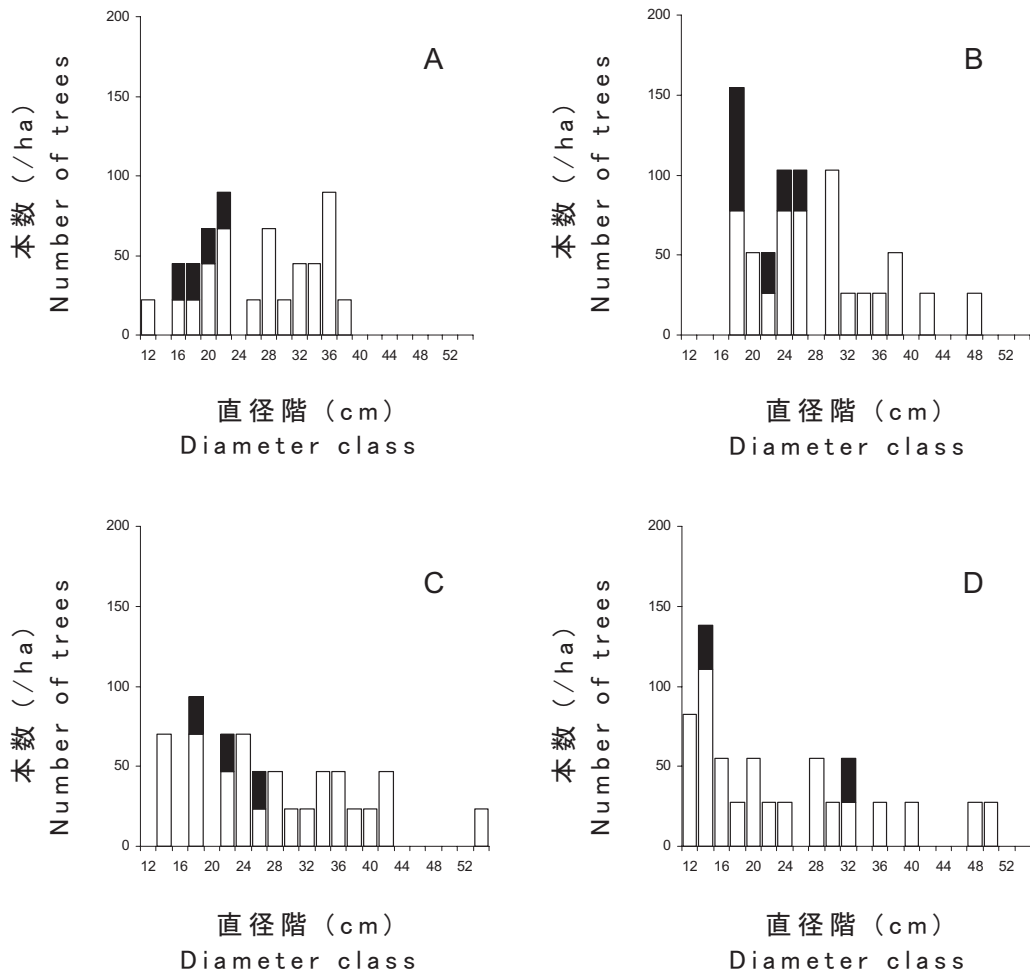 A
本数 (/ha)
Number of trees
200
150
100
50
0
12 16 20 24 28 32 36 40 44 48 52
直径階 (cm)
Diameter class
B
本数 (/ha)
Number of trees
200
150
100
50
0
12 16 20 24 28 32 36 40 44 48 52
直径階 (cm)
Diameter class
C
本数 (/ha)
Number of trees
200
150
100
50
0
12 16 20 24 28 32 36 40 44 48 52
直径階 (cm)
Diameter class
D
本数 (/ha)
Number of trees
200
150
100
50
0
12 16 20 24 28 32 36 40 44 48 52
直径階 (cm)
Diameter class